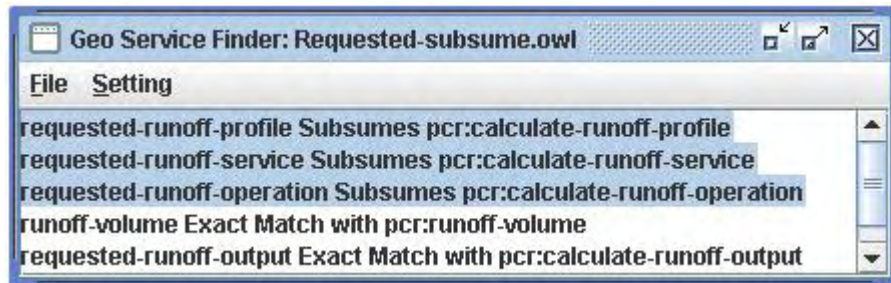 Geo Service Finder: Requested-subsume.owl
File Setting
requested-runoff-profile Subsumes pcr:calculate-runoff-profile
requested-runoff-service Subsumes pcr:calculate-runoff-service
requested-runoff-operation Subsumes pcr:calculate-runoff-operation
runoff-volume Exact Match with pcr:runoff-volume
requested-runoff-output Exact Match with pcr:calculate-runoff-output